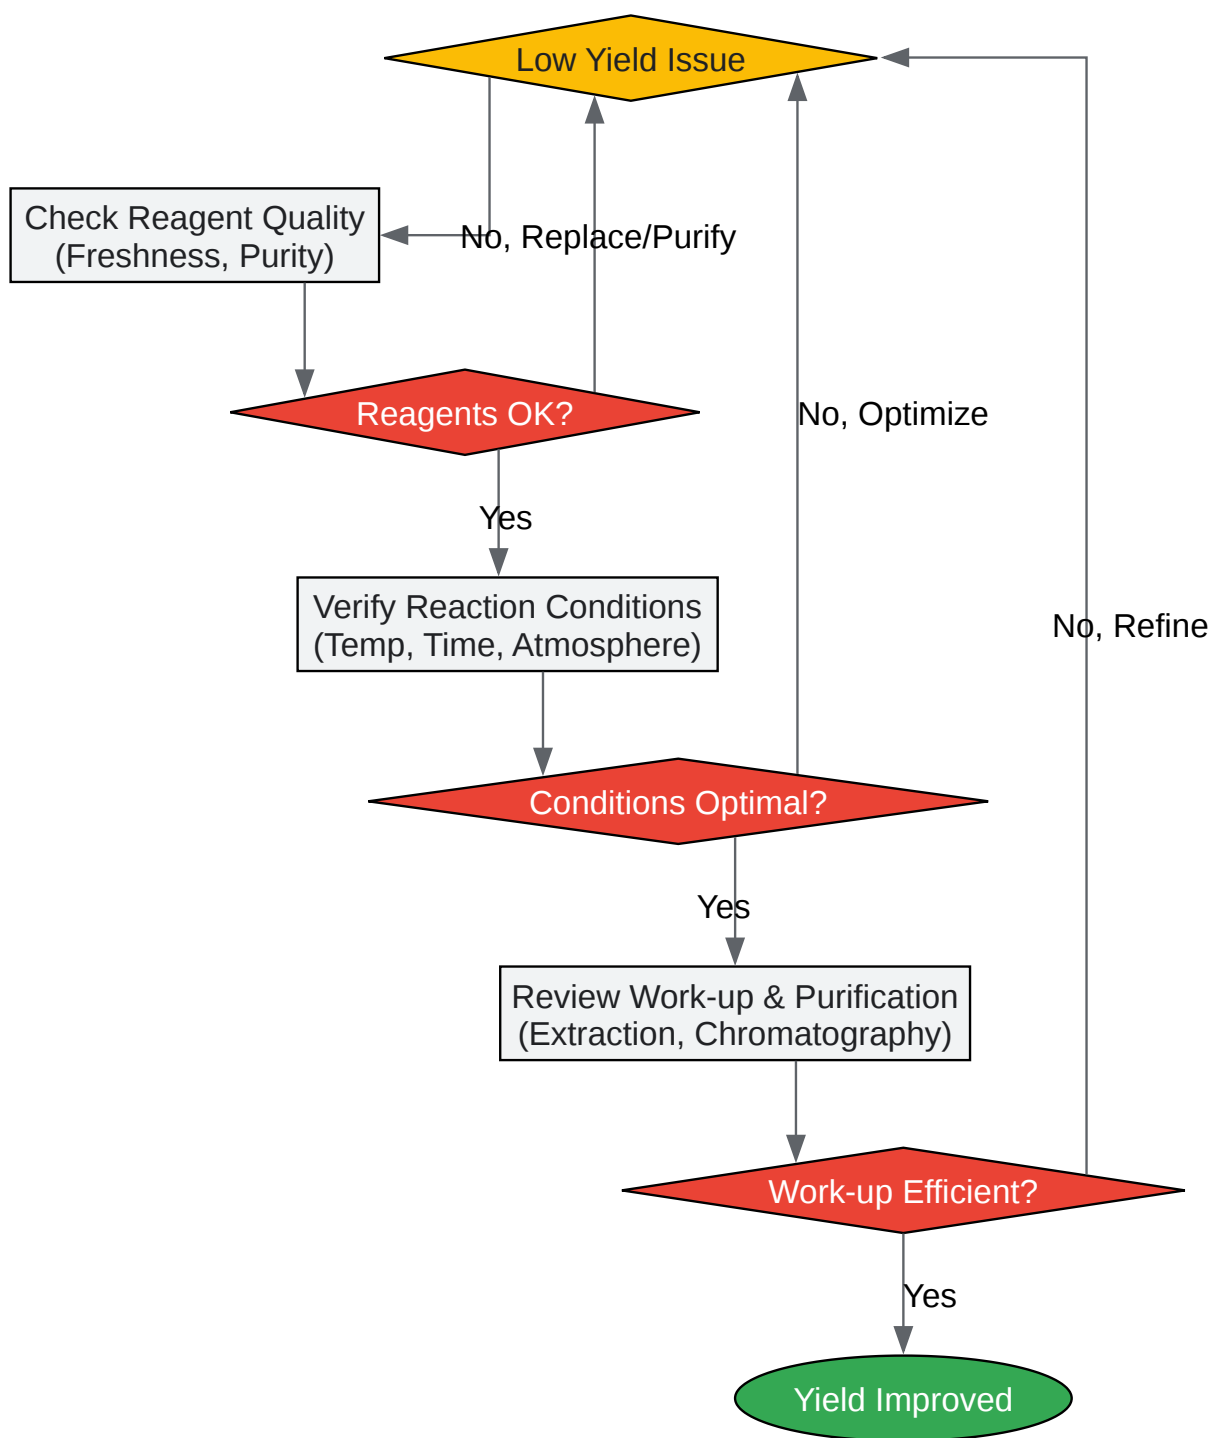 Low Yield Issue
Check Reagent Quality
(Freshness, Purity)
No, Replace/Purify
Reagents OK?
No, Optimize
Yes
Verify Reaction Conditions
(Temp, Time, Atmosphere)
No, Refine
Conditions Optimal?
Yes
Review Work-up & Purification
(Extraction, Chromatography)
Work-up Efficient?
Yes
Yield Improved